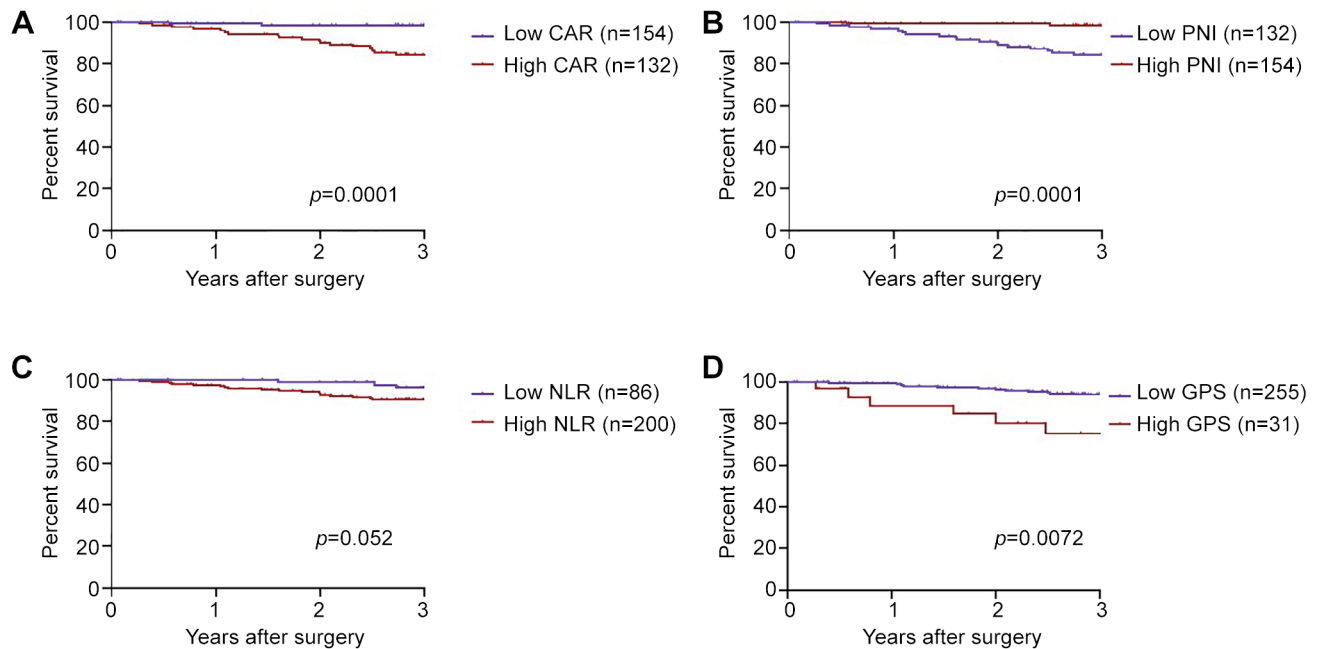 A
Percent survival
100
80
60
40
20
0
0 1 2 3
Years after surgery
p=0.0001
Low CAR (n=154)
High CAR (n=132)
B
Percent survival
100
80
60
40
20
0
0 1 2 3
Years after surgery
p=0.0001
Low PNI (n=132)
High PNI (n=154)
C
Percent survival
100
80
60
40
20
0
0 1 2 3
Years after surgery
p=0.052
Low NLR (n=86)
High NLR (n=200)
D
Percent survival
100
80
60
40
20
0
0 1 2 3
Years after surgery
p=0.0072
Low GPS (n=255)
High GPS (n=31)